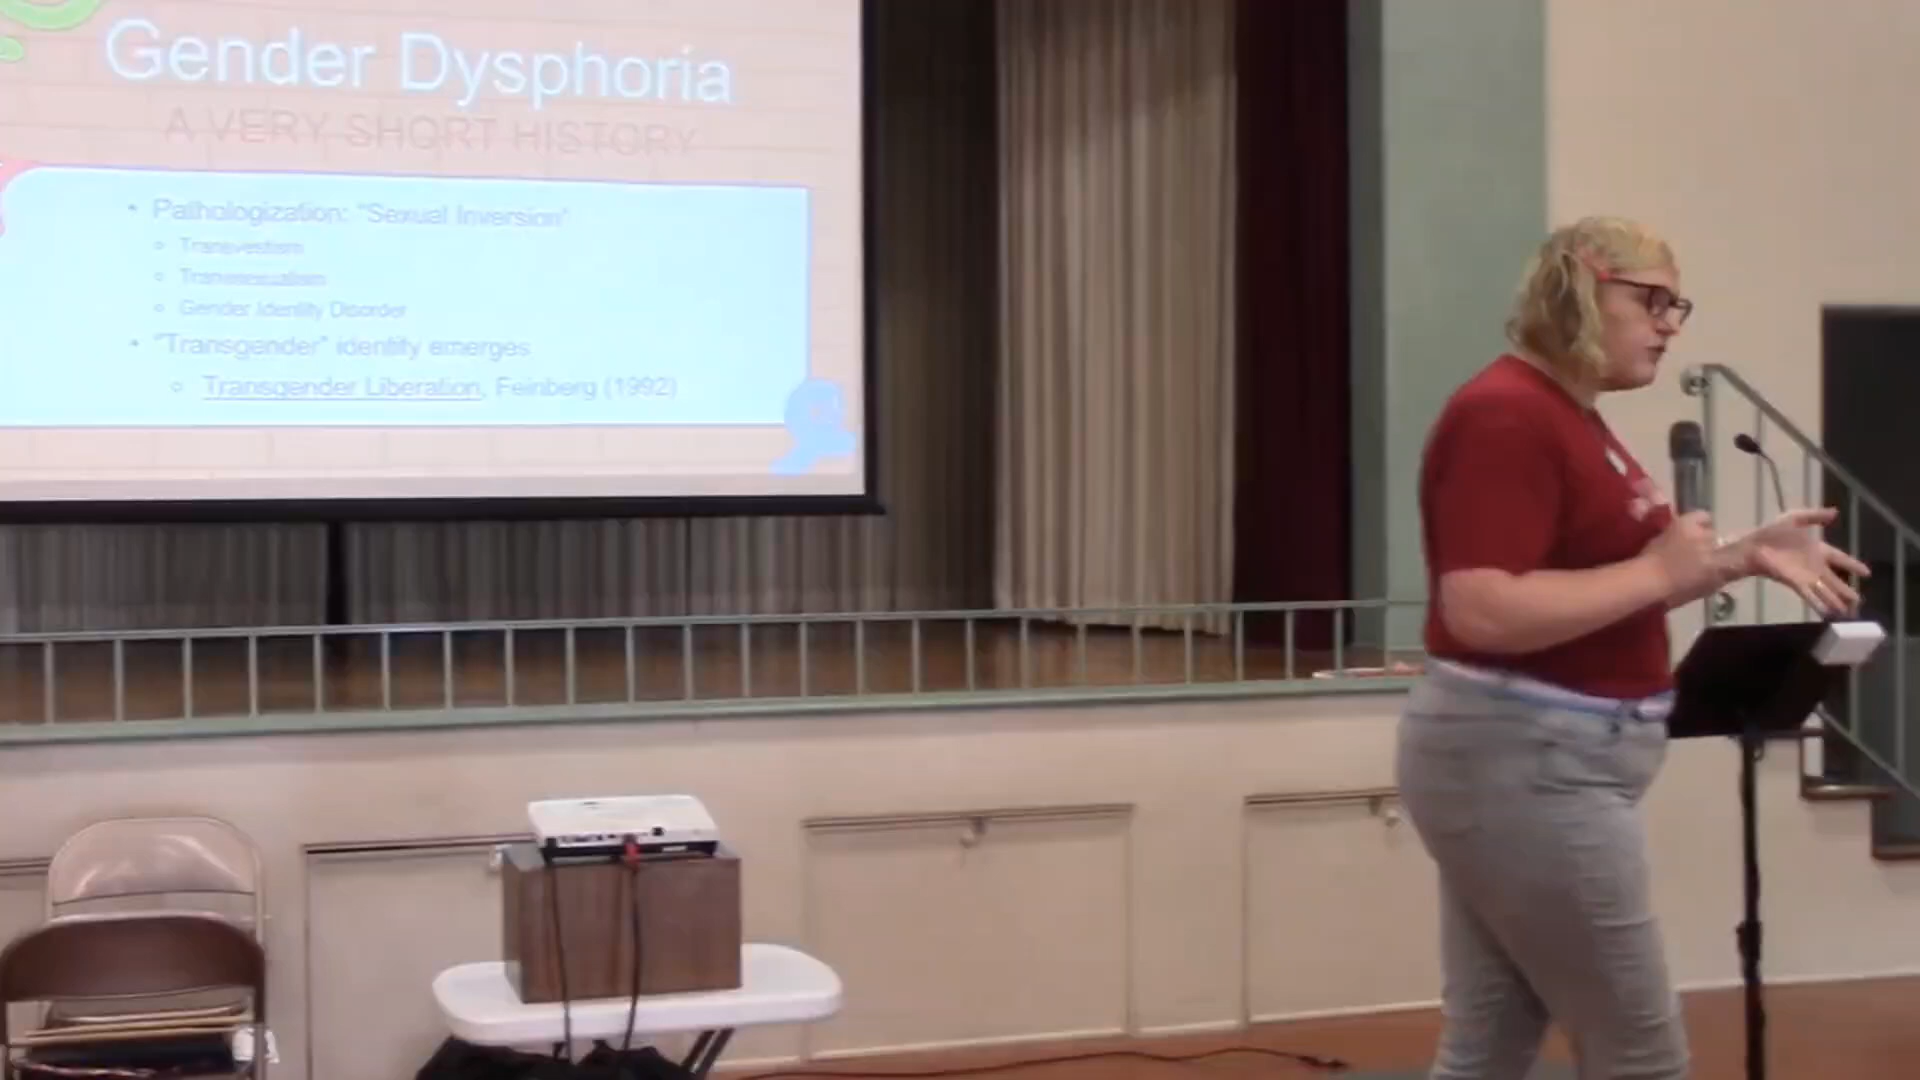 Gender Dysphoria
A VERY SHORT HISTORY
• Pathologization: "Sexual Inversion"
○ Transvestism
○ Transsexualism
○ Gender Identity Disorder
• "Transgender" identity emerges
○ Transgender Liberation, Feinberg (1992)